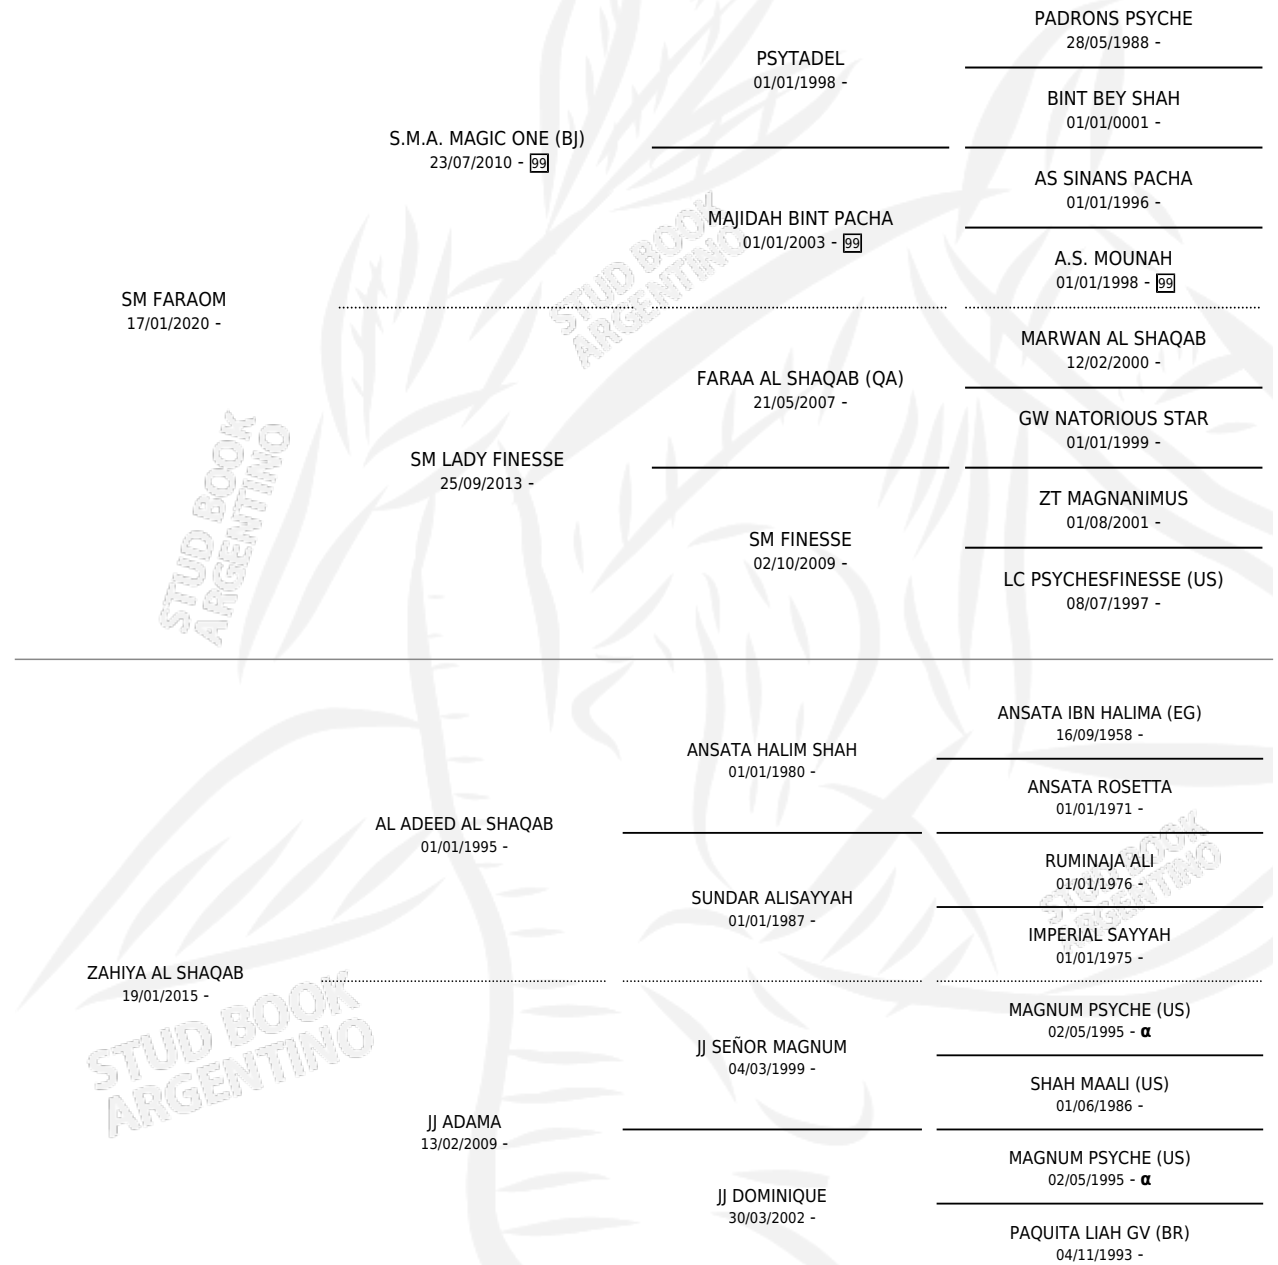 PADRONS PSYCHE
28/05/1988 -
PSYTADEL
01/01/1998 -
BINT BEY SHAH
01/01/0001 -
S.M.A. MAGIC ONE (BJ)
23/07/2010 - 99
AS SINANS PACHA
01/01/1996 -
MAJIDAH BINT PACHA
01/01/2003 - 99
A.S. MOUNAH
01/01/1998 - 99
SM FARAOM
17/01/2020 -
MARWAN AL SHAQAB
12/02/2000 -
FARAA AL SHAQAB (QA)
21/05/2007 -
GW NATORIOUS STAR
01/01/1999 -
SM LADY FINESSE
25/09/2013 -
ZT MAGNANIMUS
01/08/2001 -
SM FINESSE
02/10/2009 -
LC PSYCHESFINESSE (US)
08/07/1997 -
ANSATA IBN HALIMA (EG)
16/09/1958 -
ANSATA HALIM SHAH
01/01/1980 -
ANSATA ROSETTA
01/01/1971 -
AL ADEED AL SHAQAB
01/01/1995 -
RUMINAJA ALI
01/01/1976 -
SUNDAR ALISAYYAH
01/01/1987 -
IMPERIAL SAYYAH
01/01/1975 -
ZAHIYA AL SHAQAB
19/01/2015 -
MAGNUM PSYCHE (US)
02/05/1995 - α
JJ SEÑOR MAGNUM
04/03/1999 -
SHAH MAALI (US)
01/06/1986 -
JJ ADAMA
13/02/2009 -
MAGNUM PSYCHE (US)
02/05/1995 - α
JJ DOMINIQUE
30/03/2002 -
PAQUITA LIAH GV (BR)
04/11/1993 -
STUD BOOK
ARGENTINO
STUD BOOK
ARGENTINO
STUD BOOK
ARGENTINO
STUD BOOK
ARGENTINO